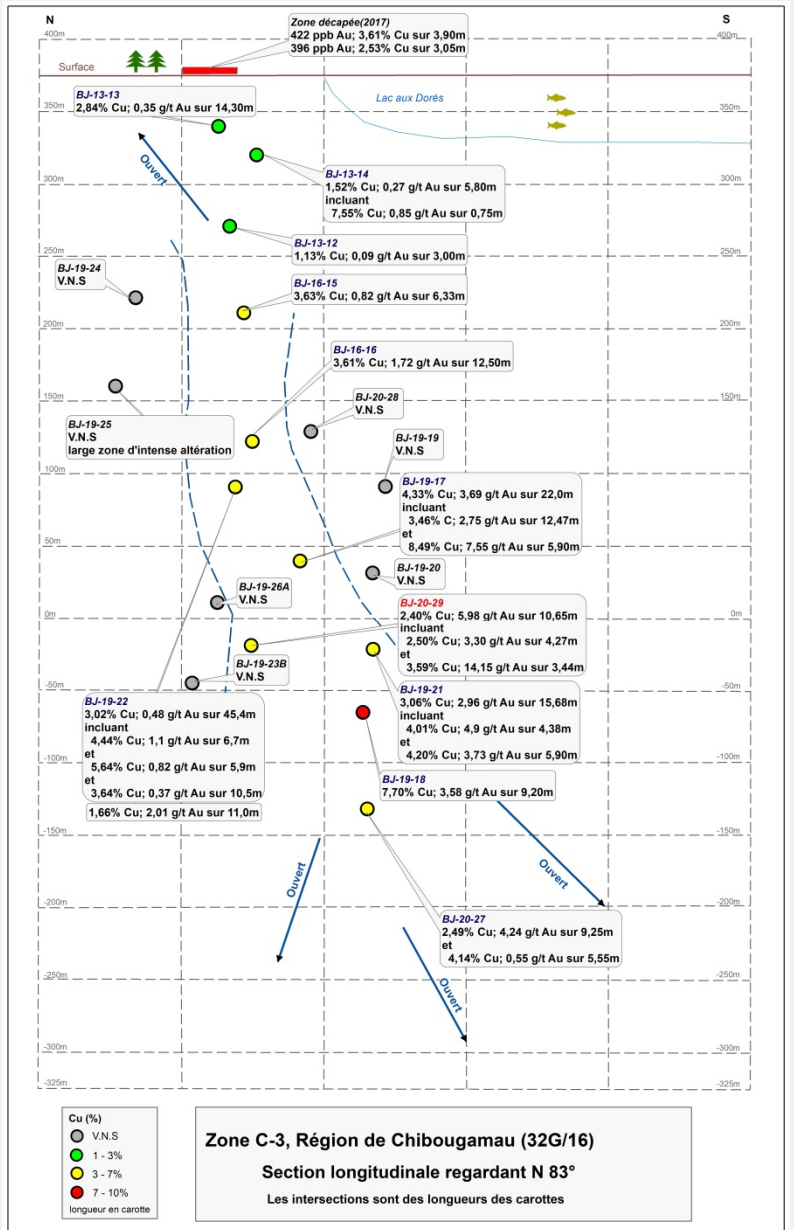 N
S
Zone décapée(2017)
422 ppb Au; 3,61% Cu sur 3,90m
396 ppb Au; 2,53% Cu sur 3,05m
400m
400m
Surface
BJ-13-13
2,84% Cu; 0,35 g/t Au sur 14,30m
Lac aux Dorés
350m
350m
Ouvert
BJ-13-14
1,52% Cu; 0,27 g/t Au sur 5,80m
incluant
7,55% Cu; 0,85 g/t Au sur 0,75m
300m
300m
BJ-13-12
1,13% Cu; 0,09 g/t Au sur 3,00m
250m
250m
BJ-19-24
V.N.S
BJ-16-15
3,63% Cu; 0,82 g/t Au sur 6,33m
200m
200m
BJ-16-16
3,61% Cu; 1,72 g/t Au sur 12,50m
150m
150m
BJ-20-28
V.N.S
BJ-19-25
V.N.S
large zone d'intense altération
BJ-19-19
V.N.S
100m
100m
BJ-19-17
4,33% Cu; 3,69 g/t Au sur 22,0m
incluant
3,46% C; 2,75 g/t Au sur 12,47m
et
8,49% Cu; 7,55 g/t Au sur 5,90m
50m
50m
BJ-19-20
V.N.S
BJ-19-26A
V.N.S
0m
0m
BJ-20-29
2,40% Cu; 5,98 g/t Au sur 10,65m
incluant
2,50% Cu; 3,30 g/t Au sur 4,27m
et
3,59% Cu; 14,15 g/t Au sur 3,44m
BJ-19-23B
V.N.S
-50m
-50m
BJ-19-22
3,02% Cu; 0,48 g/t Au sur 45,4m
incluant
4,44% Cu; 1,1 g/t Au sur 6,7m
et
5,64% Cu; 0,82 g/t Au sur 5,9m
et
3,64% Cu; 0,37 g/t Au sur 10,5m
1,66% Cu; 2,01 g/t Au sur 11,0m
BJ-19-21
3,06% Cu; 2,96 g/t Au sur 15,68m
incluant
4,01% Cu; 4,9 g/t Au sur 4,38m
et
4,20% Cu; 3,73 g/t Au sur 5,90m
-100m
-100m
BJ-19-18
7,70% Cu; 3,58 g/t Au sur 9,20m
-150m
-150m
Ouvert
Ouvert
-200m
-200m
BJ-20-27
2,49% Cu; 4,24 g/t Au sur 9,25m
et
4,14% Cu; 0,55 g/t Au sur 5,55m
-250m
-250m
Ouvert
-300m
-300m
-325m
-325m
Cu (%)
V.N.S
1 - 3%
3 - 7%
7 - 10%
longueur en carotte
Zone C-3, Région de Chibougamau (32G/16)
Section longitudinale regardant N 83°
Les intersections sont des longueurs des carottes